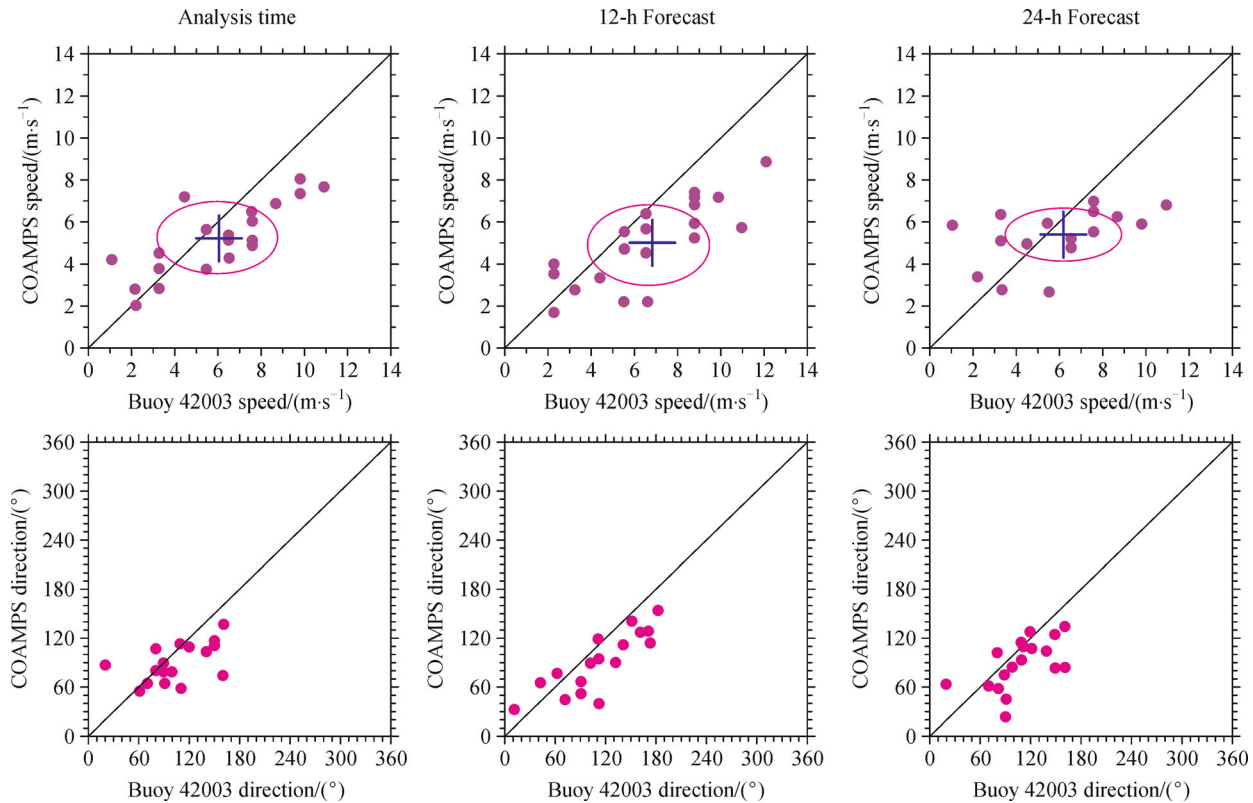 Analysis time
12-h Forecast
24-h Forecast
COAMPS speed/(m·s⁻¹)
14
12
10
8
6
4
2
0
0 2 4 6 8 10 12 14
Buoy 42003 speed/(m·s⁻¹)
COAMPS speed/(m·s⁻¹)
14
12
10
8
6
4
2
0
0 2 4 6 8 10 12 14
Buoy 42003 speed/(m·s⁻¹)
COAMPS speed/(m·s⁻¹)
14
12
10
8
6
4
2
0
0 2 4 6 8 10 12 14
Buoy 42003 speed/(m·s⁻¹)
COAMPS direction/(°)
360
300
240
180
120
60
0
0 60 120 180 240 300 360
Buoy 42003 direction/(°)
COAMPS direction/(°)
360
300
240
180
120
60
0
0 60 120 180 240 300 360
Buoy 42003 direction/(°)
COAMPS direction/(°)
360
300
240
180
120
60
0
0 60 120 180 240 300 360
Buoy 42003 direction/(°)